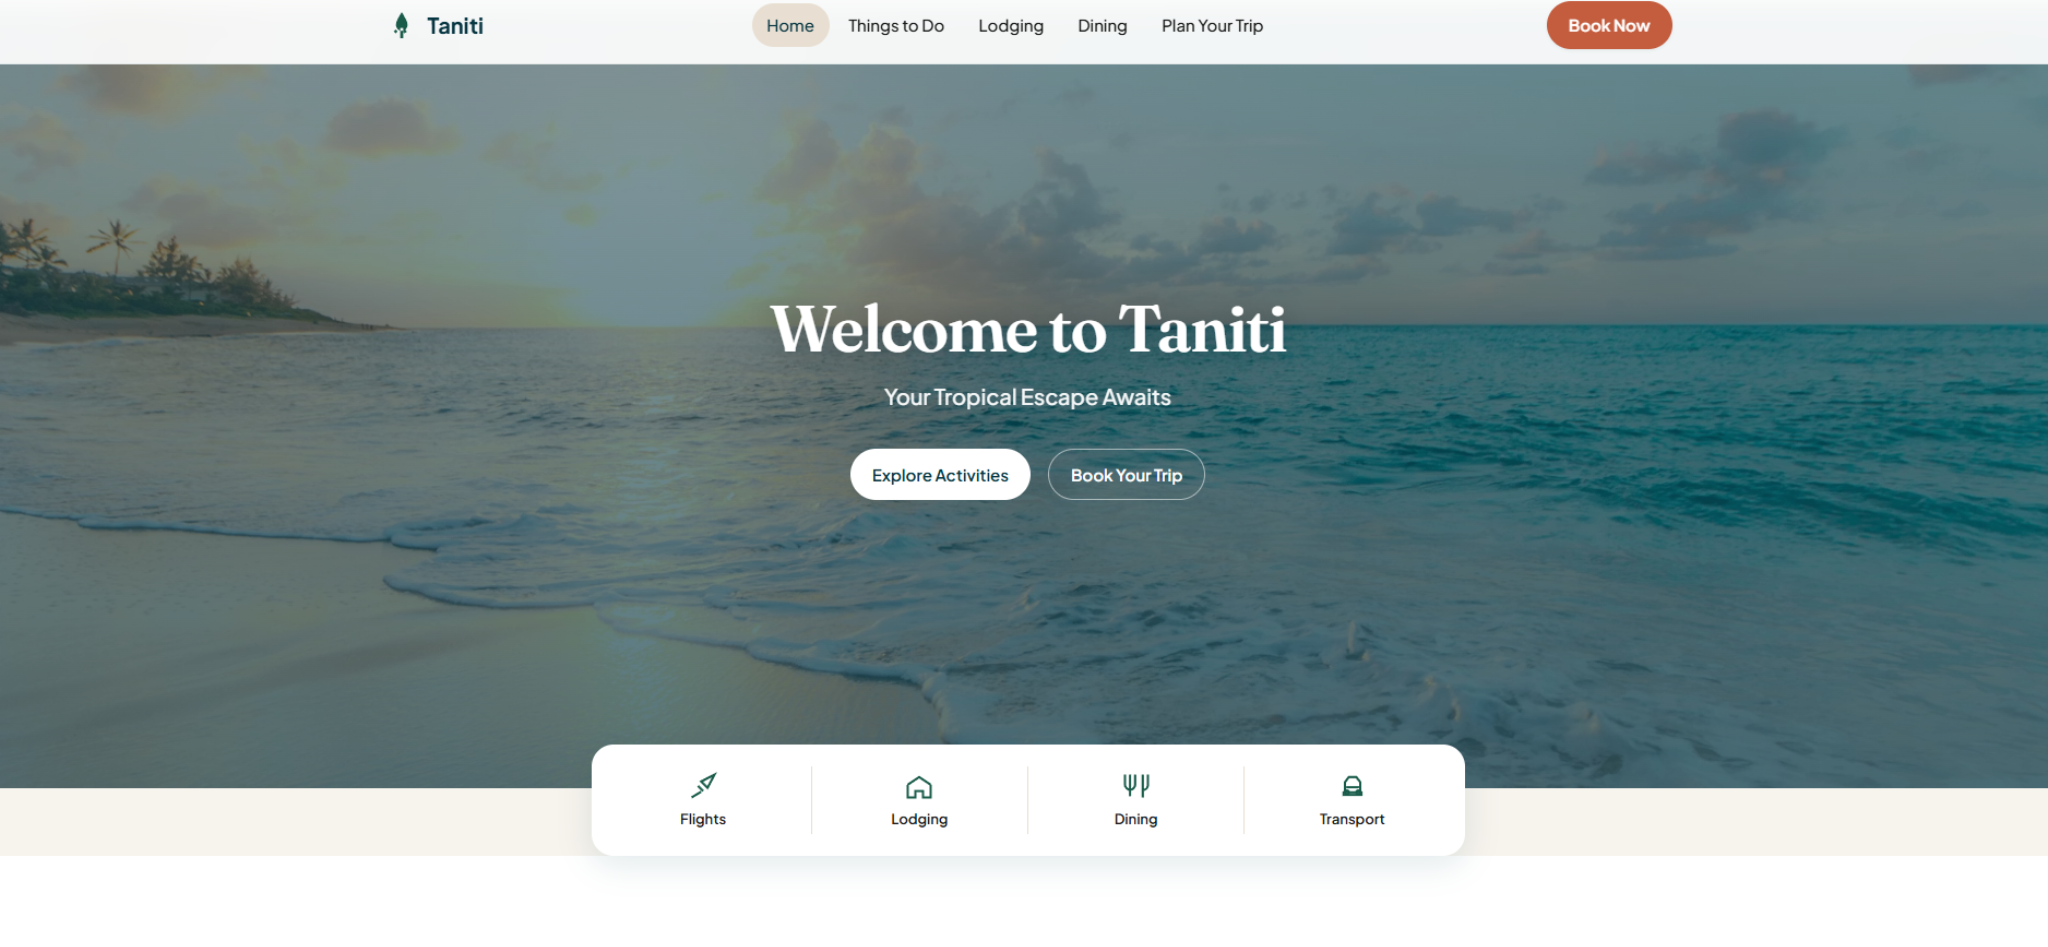 Taniti
Home
Things to Do
Lodging
Dining
Plan Your Trip
Book Now
Welcome to Taniti
Your Tropical Escape Awaits
Explore Activities
Book Your Trip
Flights
Lodging
Dining
Transport